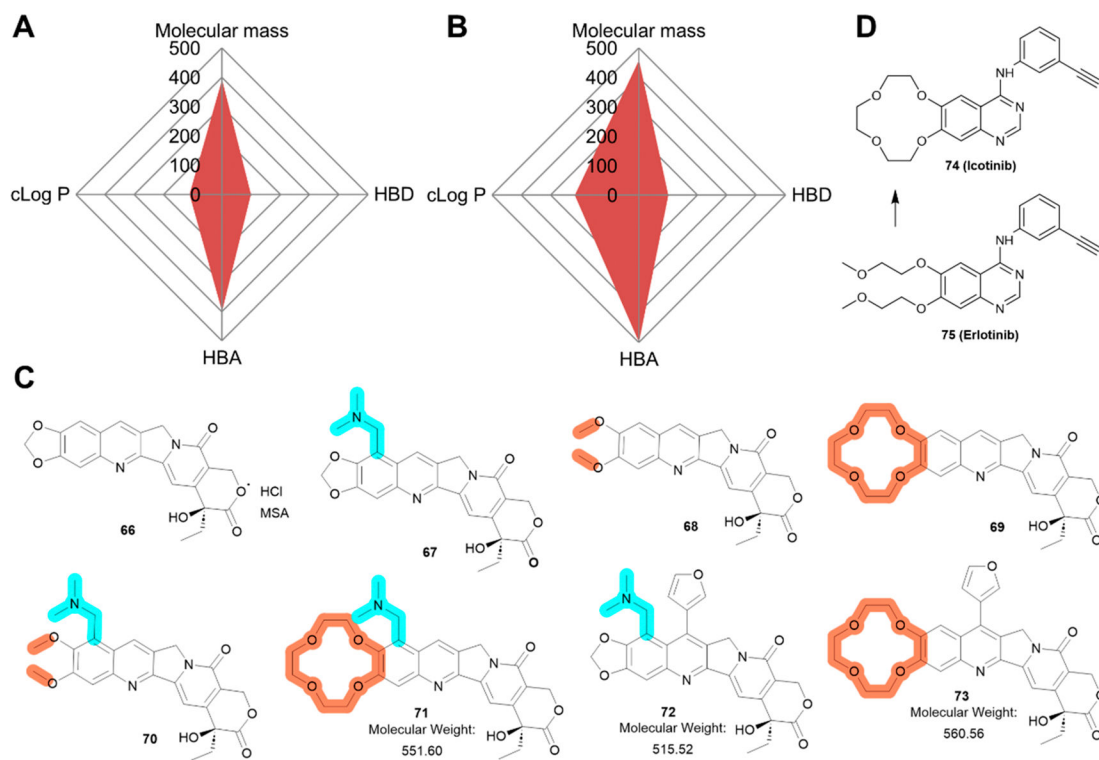 A
Molecular mass
500
400
300
200
100
0
cLog P
HBD
HBA
B
Molecular mass
500
400
300
200
100
0
cLog P
HBD
HBA
D
NH
O
O
O
O
N
N
74 (Icotinib)
NH
O
O
O
O
N
N
75 (Erlotinib)
C
O
O
N
N
O
O
O
HO
HCl
MSA
66
N
O
O
N
N
O
O
O
HO
67
O
O
N
N
O
O
O
HO
68
O
O
O
O
N
N
O
O
O
HO
69
N
O
O
N
N
O
O
O
HO
70
N
O
O
O
O
N
N
O
O
O
HO
71
Molecular Weight:
551.60
N
O
O
O
N
N
O
O
O
HO
72
Molecular Weight:
515.52
O
O
O
O
O
N
N
O
O
O
HO
73
Molecular Weight:
560.56